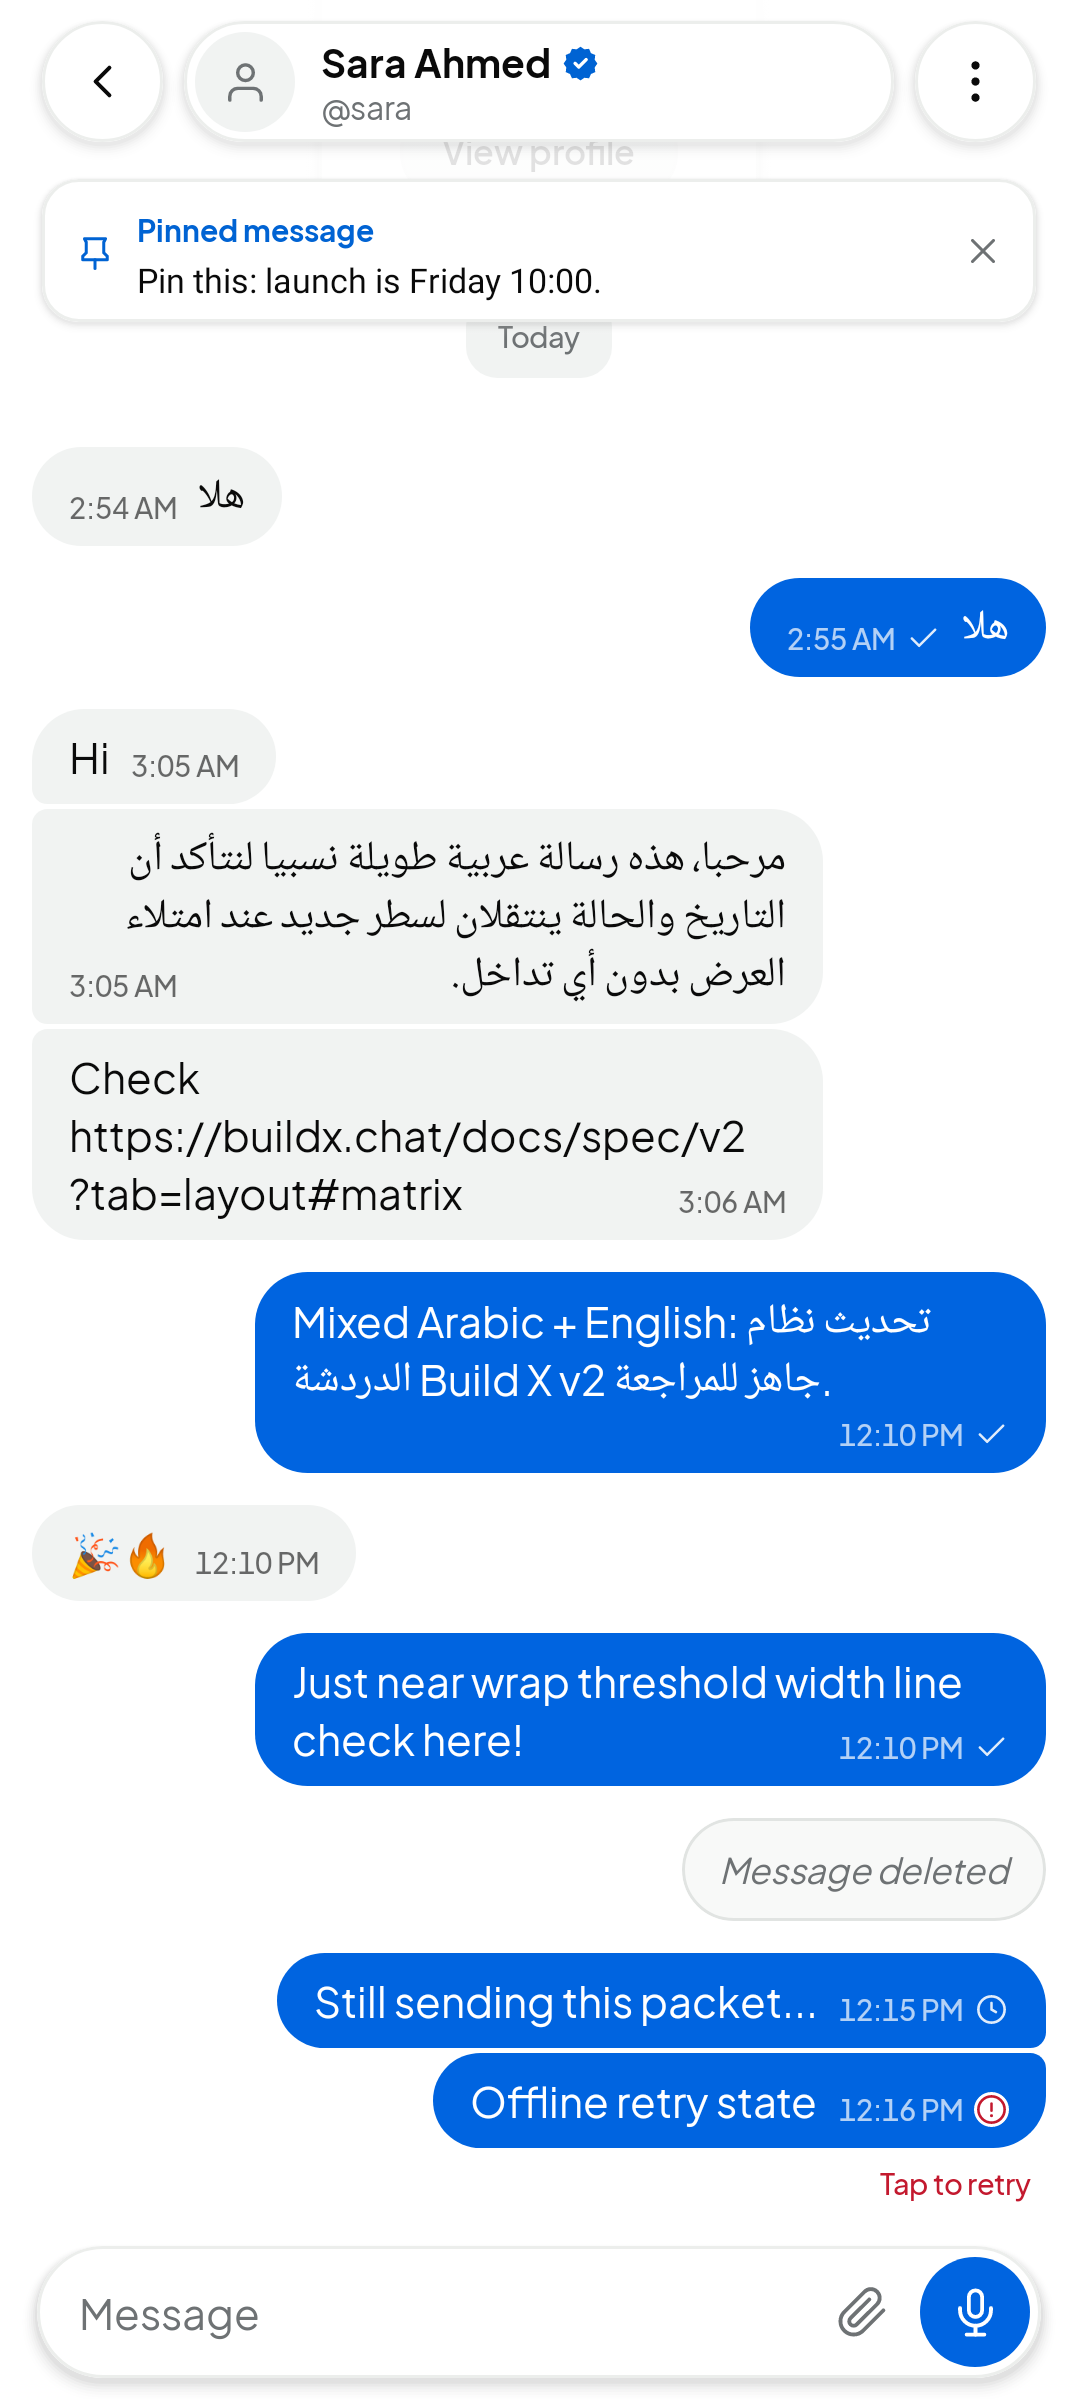 Sara Ahmed
@sara
View profile
Pinned message
Pin this: launch is Friday 10:00.
Today
هلا
2:54 AM
هلا
2:55 AM
Hi 3:05 AM
مرحبا، هذه رسالة عربية طويلة نسبيا لنتأكد أن
التاريخ والحالة ينتقلان لسطر جديد عند امتلاء
العرض بدون أي تداخل.
3:05 AM
Check
https://buildx.chat/docs/spec/v2
?tab=layout#matrix 3:06 AM
Mixed Arabic + English: تحديث نظام
الدردشة Build X v2 جاهز للمراجعة.
12:10 PM
🎉🔥 12:10 PM
Just near wrap threshold width line
check here! 12:10 PM
Message deleted
Still sending this packet... 12:15 PM
Offline retry state 12:16 PM
Tap to retry
Message